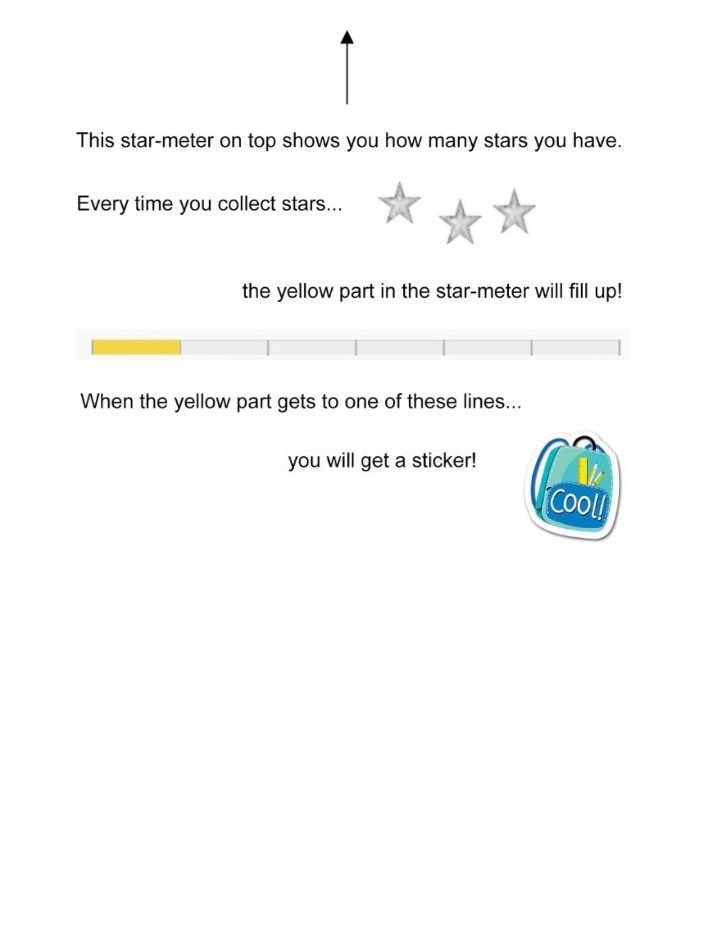 This star-meter on top shows you how many stars you have.
Every time you collect stars...
the yellow part in the star-meter will fill up!
When the yellow part gets to one of these lines...
you will get a sticker!
Cool!